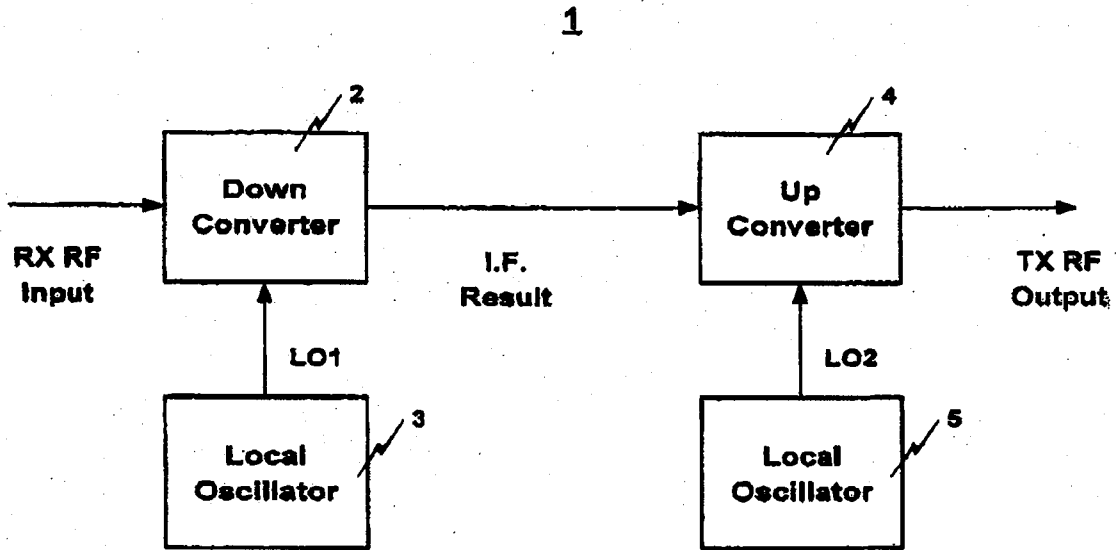 1
2
4
Down
Converter
Up
Converter
RX RF
Input
I.F.
Result
TX RF
Output
LO1
LO2
3
5
Local
Oscillator
Local
Oscillator